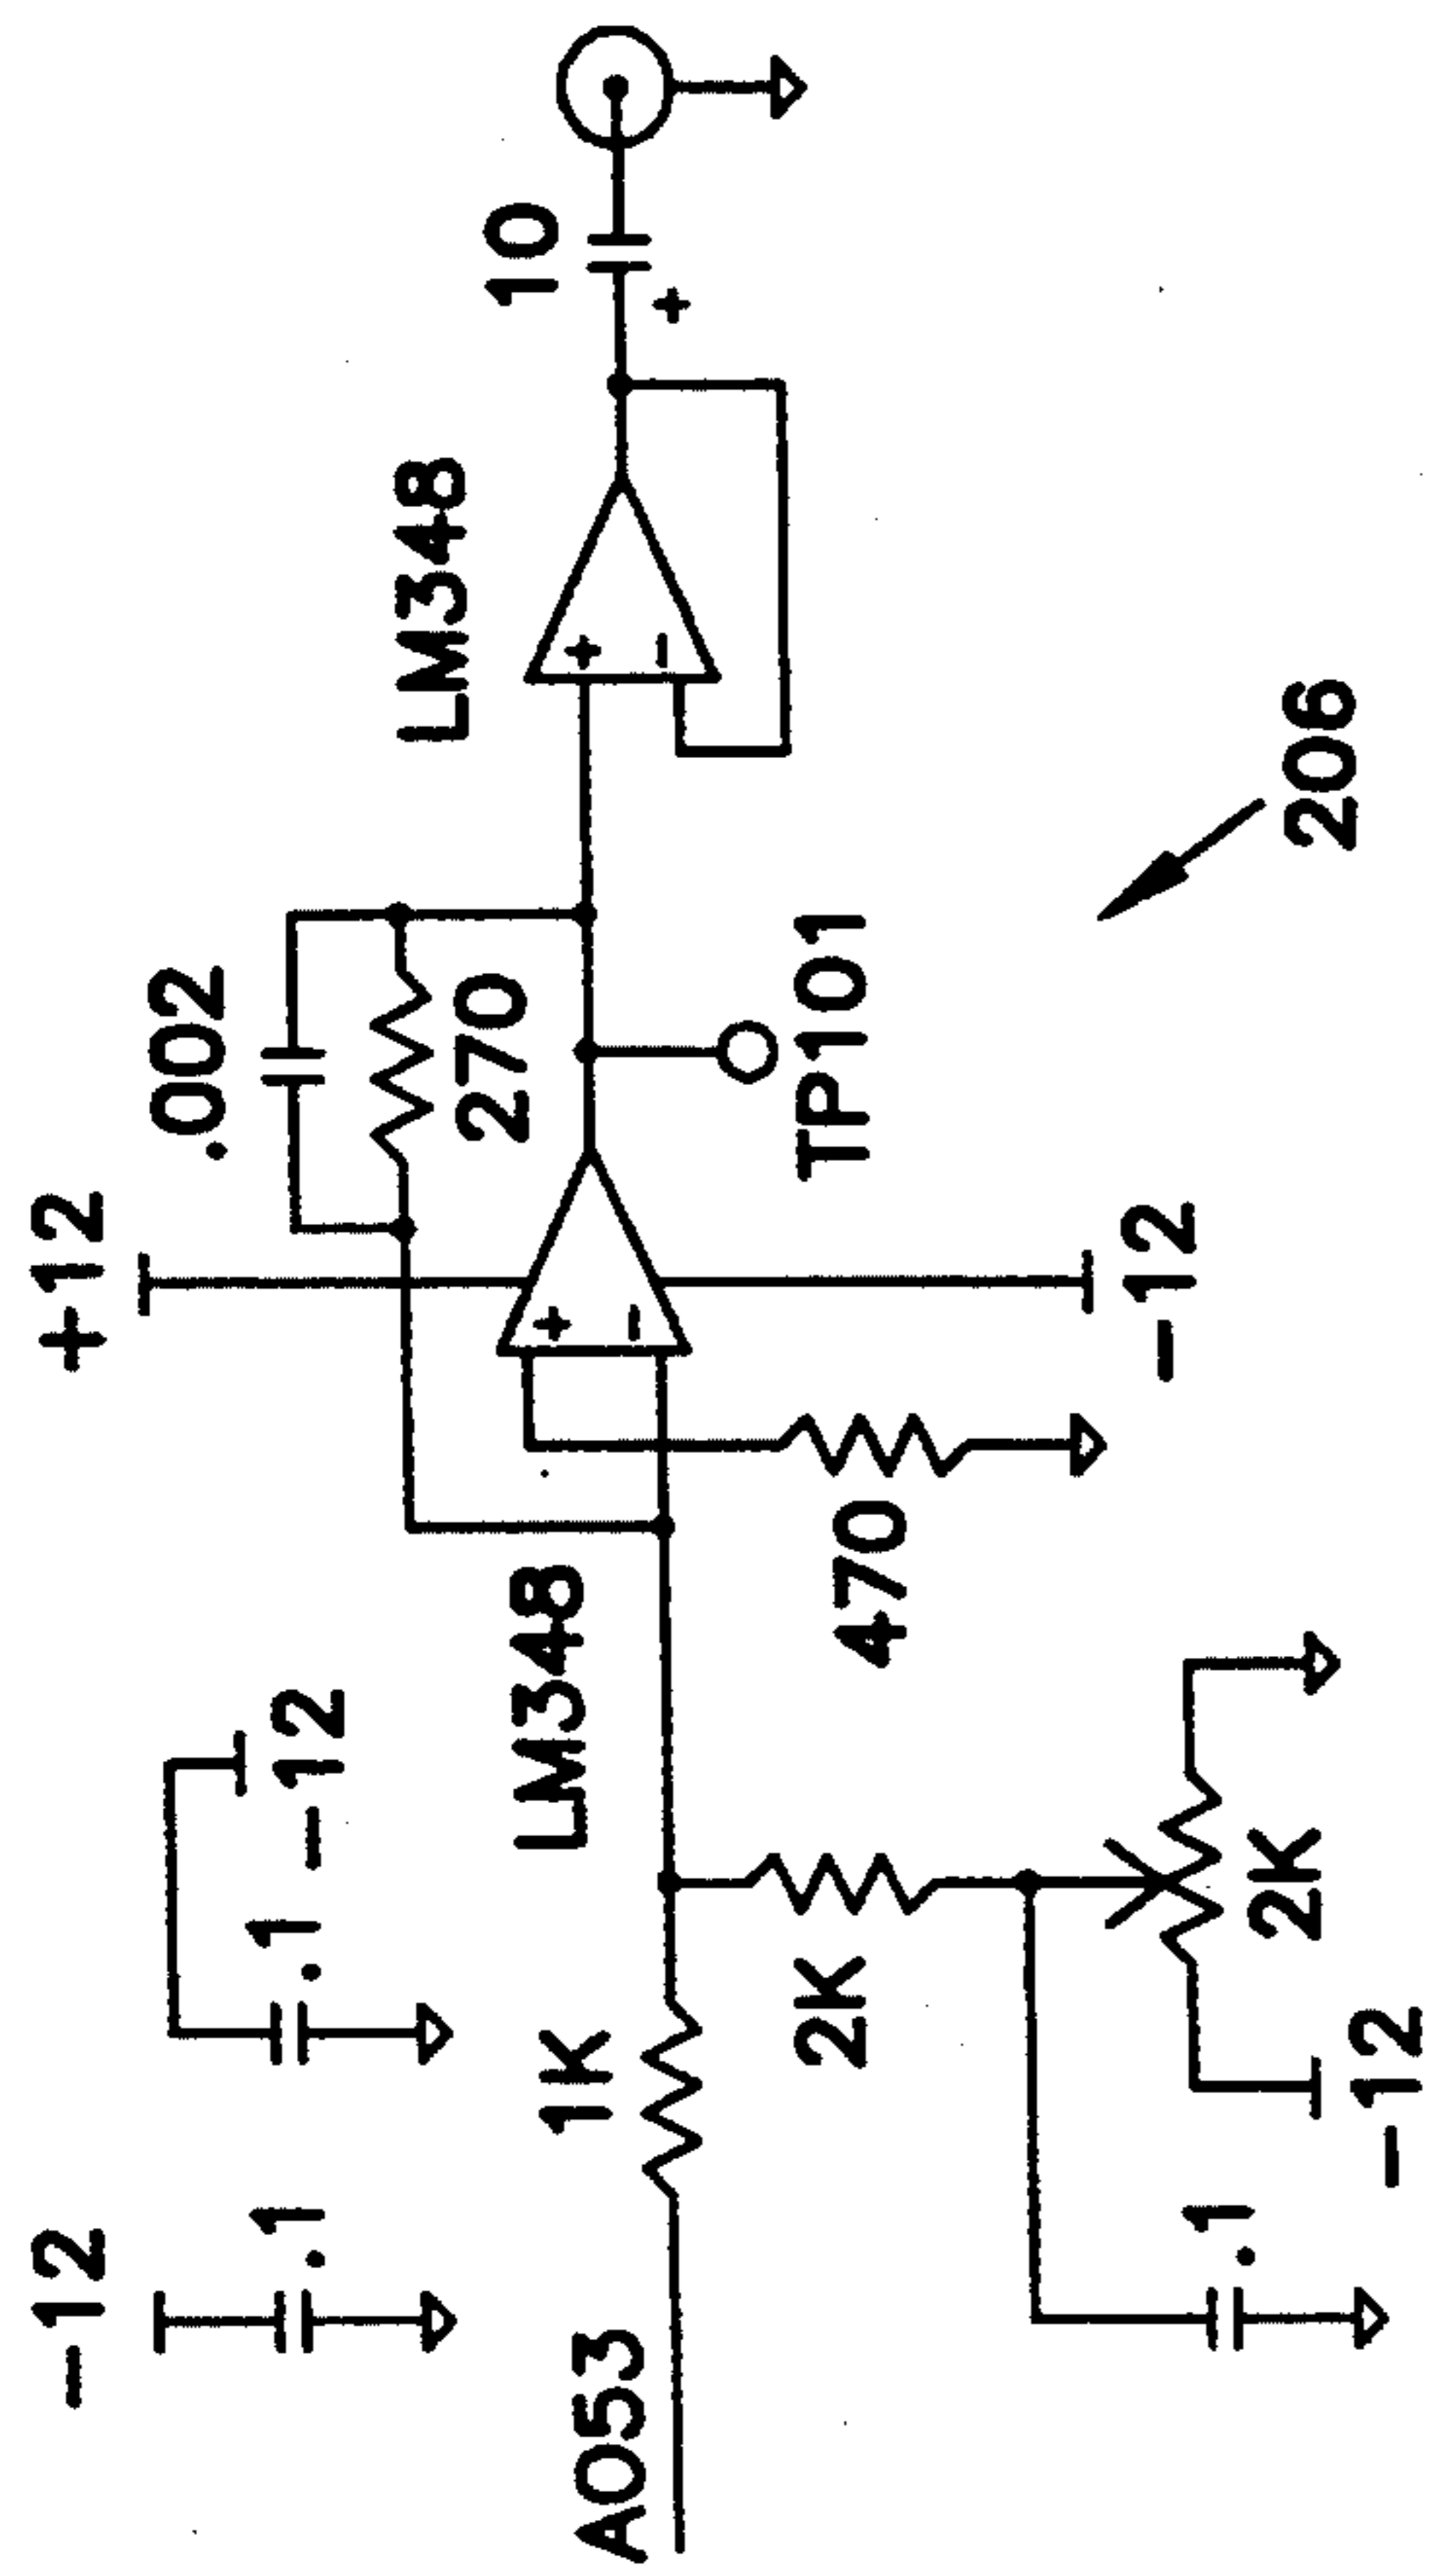 -12
.1
.1
-12
+12
.002
270
LM348
10
A053
1K
LM348
2K
470
TP101
-12
.1
-12
2K
206
+
-
+
-
+